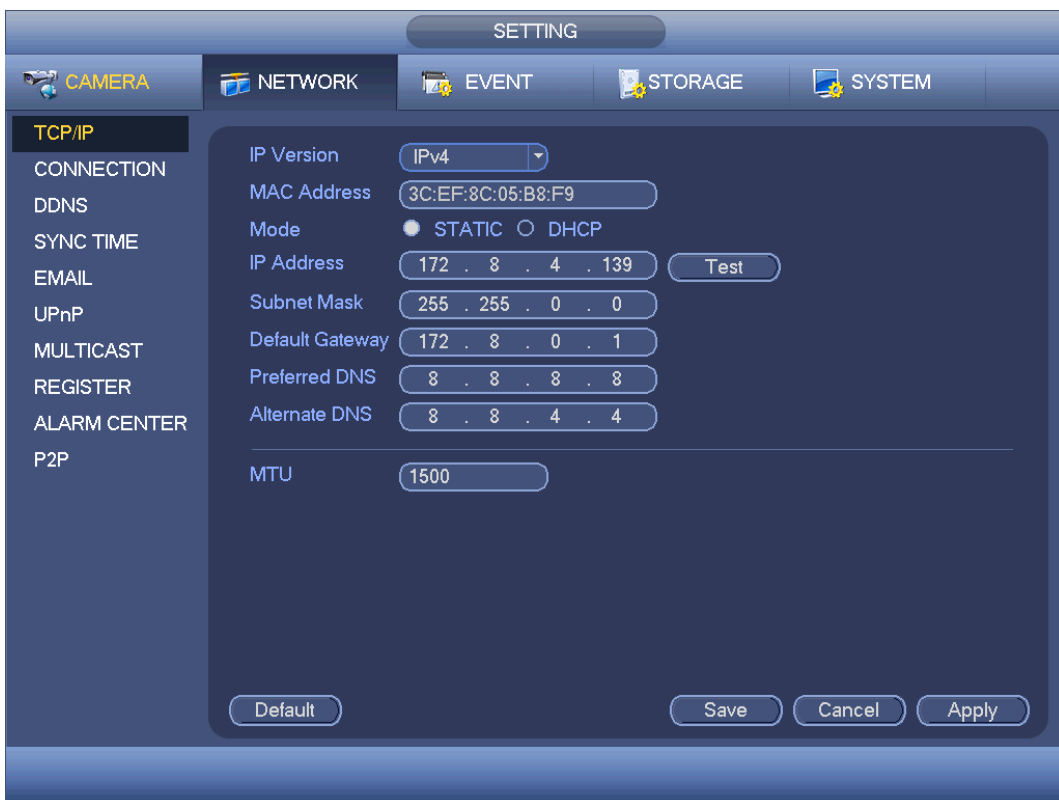 SETTING
CAMERA NETWORK EVENT STORAGE SYSTEM
TCP/IP
CONNECTION
DDNS
SYNC TIME
EMAIL
UPnP
MULTICAST
REGISTER
ALARM CENTER
P2P
IP Version IPv4
MAC Address 3C:EF:8C:05:B8:F9
Mode STATIC DHCP
IP Address 172 . 8 . 4 . 139 Test
Subnet Mask 255 . 255 . 0 . 0
Default Gateway 172 . 8 . 0 . 1
Preferred DNS 8 . 8 . 8 . 8
Alternate DNS 8 . 8 . 4 . 4
MTU 1500
Default Save Cancel Apply